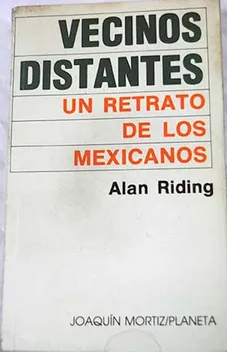 VECINOS
DISTANTES
UN RETRATO
DE LOS
MEXICANOS
Alan Riding
JOAQUÍN MORTIZ/PLANETA